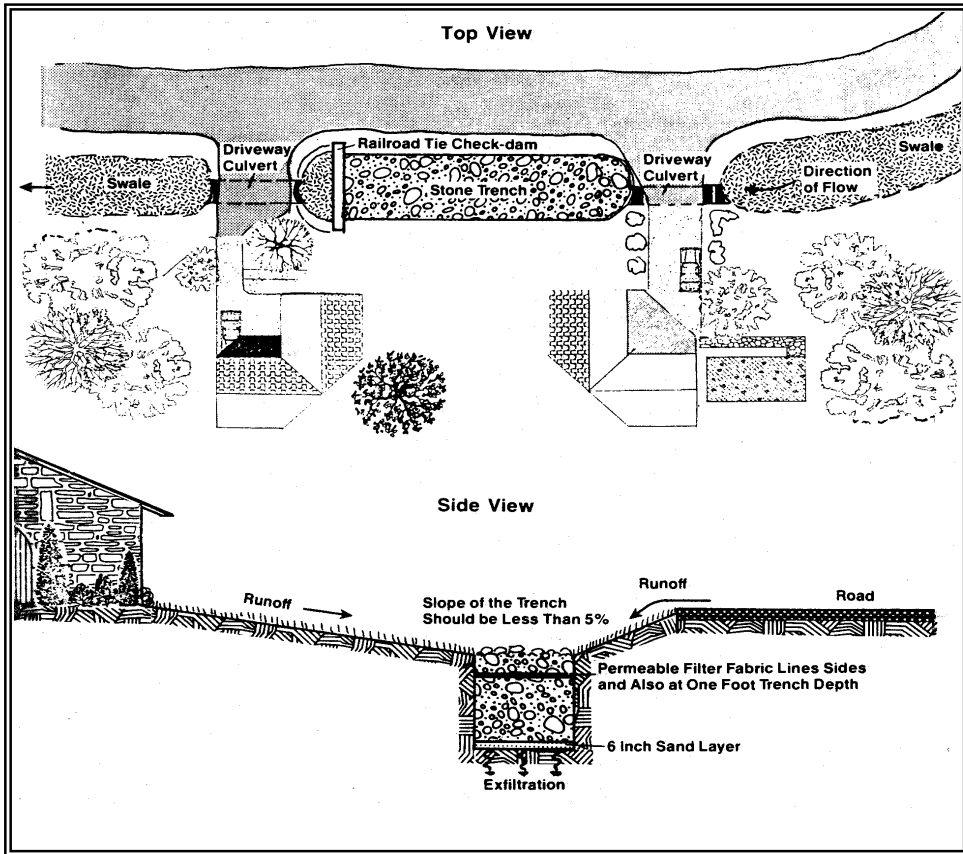 Top View
Railroad Tie Check-dam
Driveway
Culvert
Driveway
Culvert
Swale
Swale
Stone Trench
Direction
of Flow
Side View
Runoff
Runoff
Road
Slope of the Trench
Should be Less Than 5%
Permeable Filter Fabric Lines Sides
and Also at One Foot Trench Depth
6 Inch Sand Layer
Exfiltration